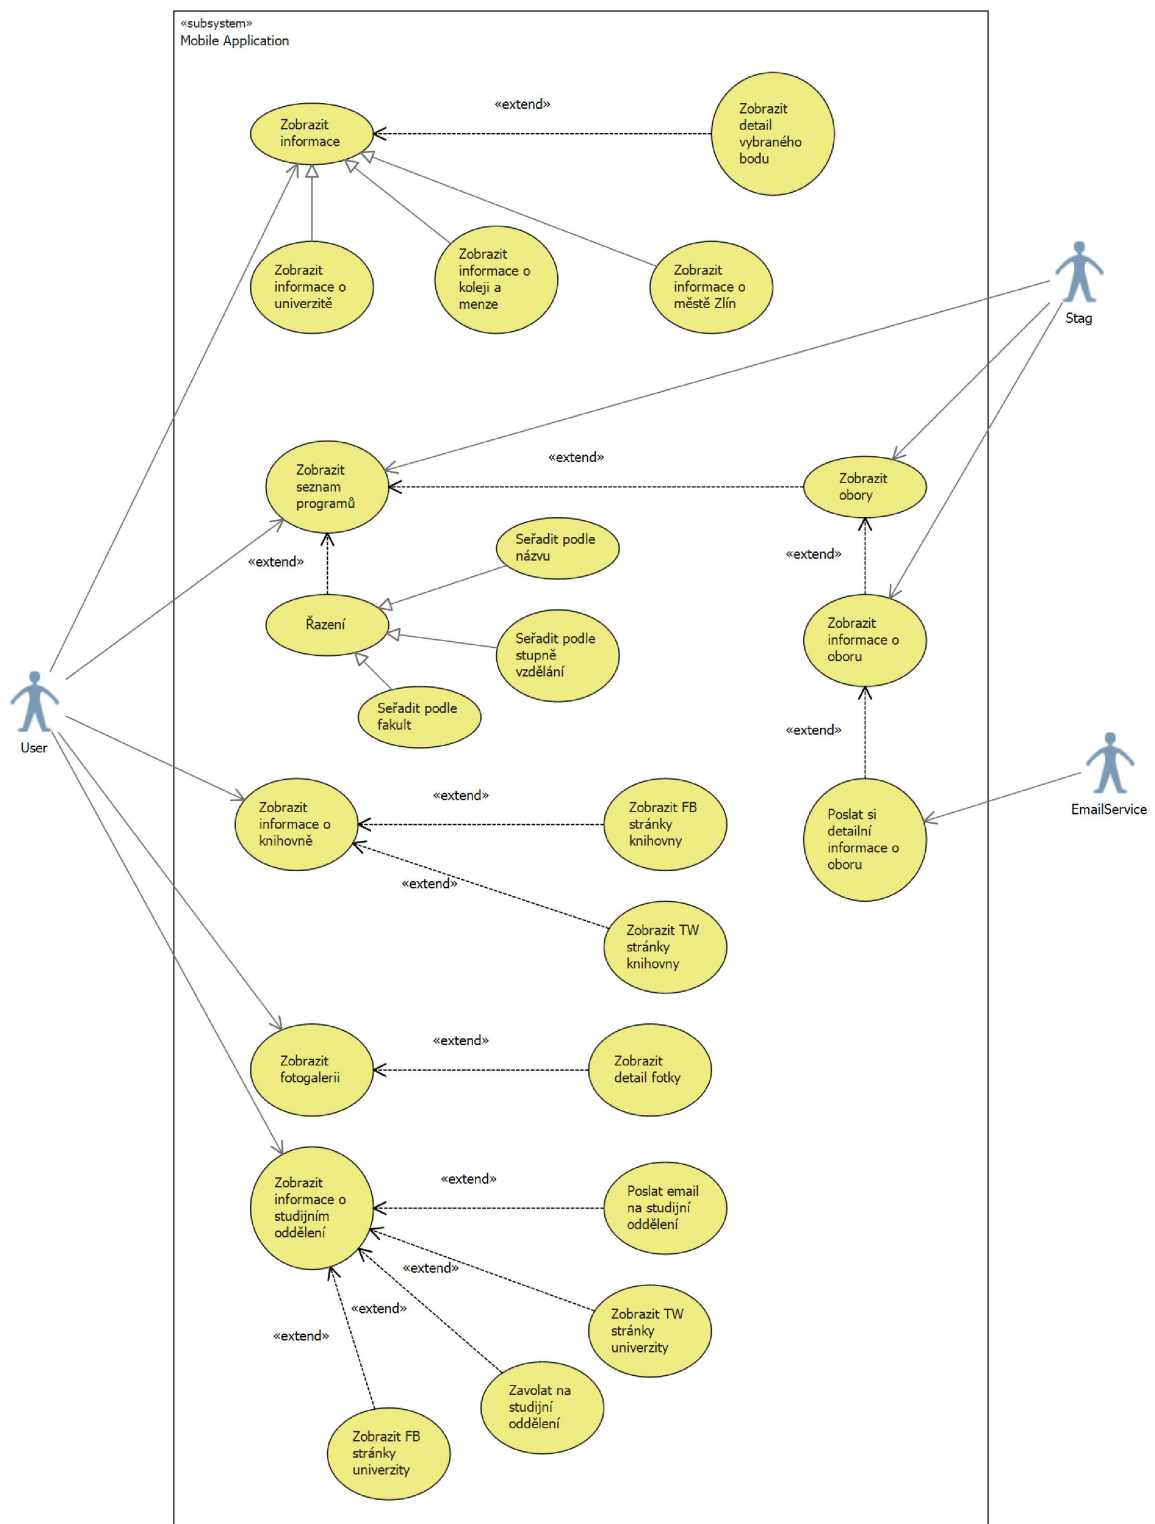 «subsystem»
Mobile Application
Zobrazit
informace
«extend»
Zobrazit
detail
vybraného
bodu
Zobrazit
informace o
univerzitě
Zobrazit
informace o
koleji a
menze
Zobrazit
informace o
městě Zlín
Stag
Zobrazit
seznam
programů
«extend»
Zobrazit
obory
«extend»
Seřadit podle
názvu
«extend»
Řazení
Seřadit podle
stupně
vzdělání
Zobrazit
informace o
oboru
Seřadit podle
fakult
«extend»
User
EmailService
Zobrazit
informace o
knihovně
«extend»
Zobrazit FB
stránky
knihovny
Poslat si
detailní
informace o
oboru
«extend»
Zobrazit TW
stránky
knihovny
Zobrazit
fotogalerii
«extend»
Zobrazit
detail fotky
Zobrazit
informace o
studijním
oddělení
«extend»
Poslat email
na studijní
oddělení
«extend»
«extend»
«extend»
Zobrazit TW
stránky
univerzity
Zavolat na
studijní
oddělení
Zobrazit FB
stránky
univerzity